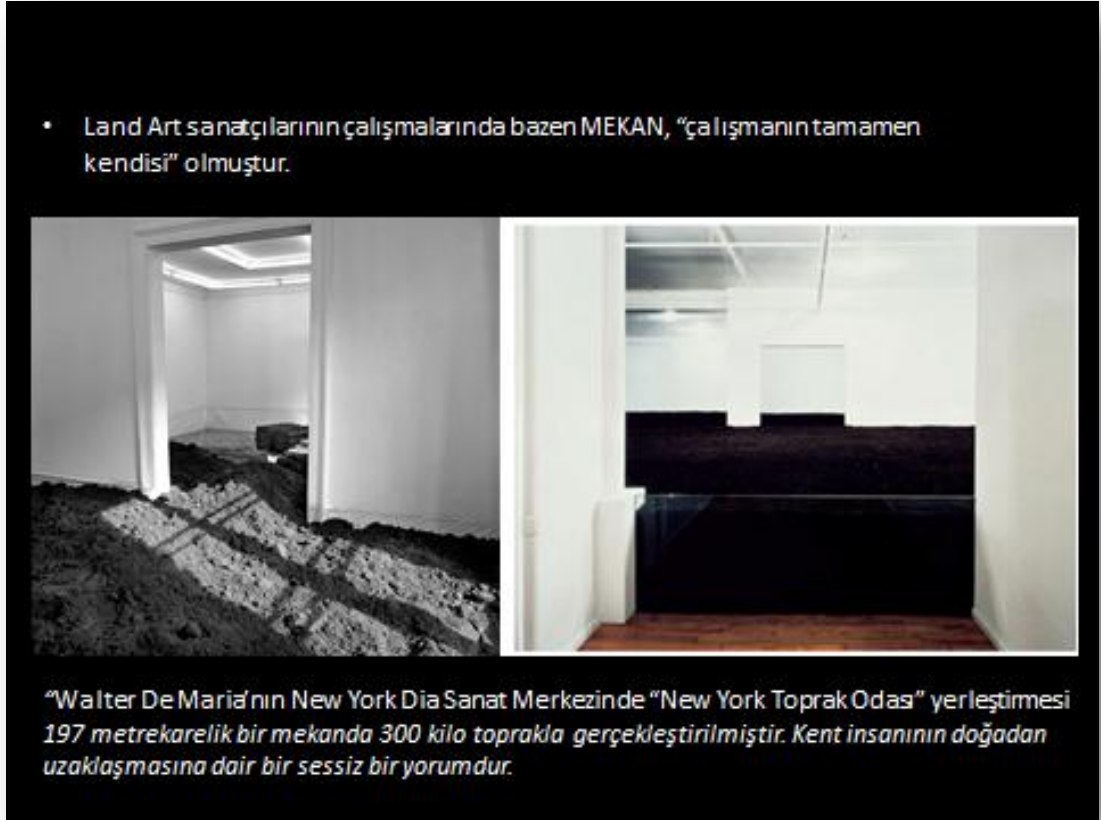 • Land Art sanatçılarının çalışmalarında bazen MEKAN, “çalışmanın tamamen
kendisi” olmuştur.
“Walter De Maria’nın New York Dia Sanat Merkezinde “New York Toprak Odası” yerleştirmesi
197 metrekarelik bir mekanda 300 kilo toprakla gerçekleştirilmiştir. Kent insanının doğadan
uzaklaşmasına dair bir sessiz bir yorumdur.